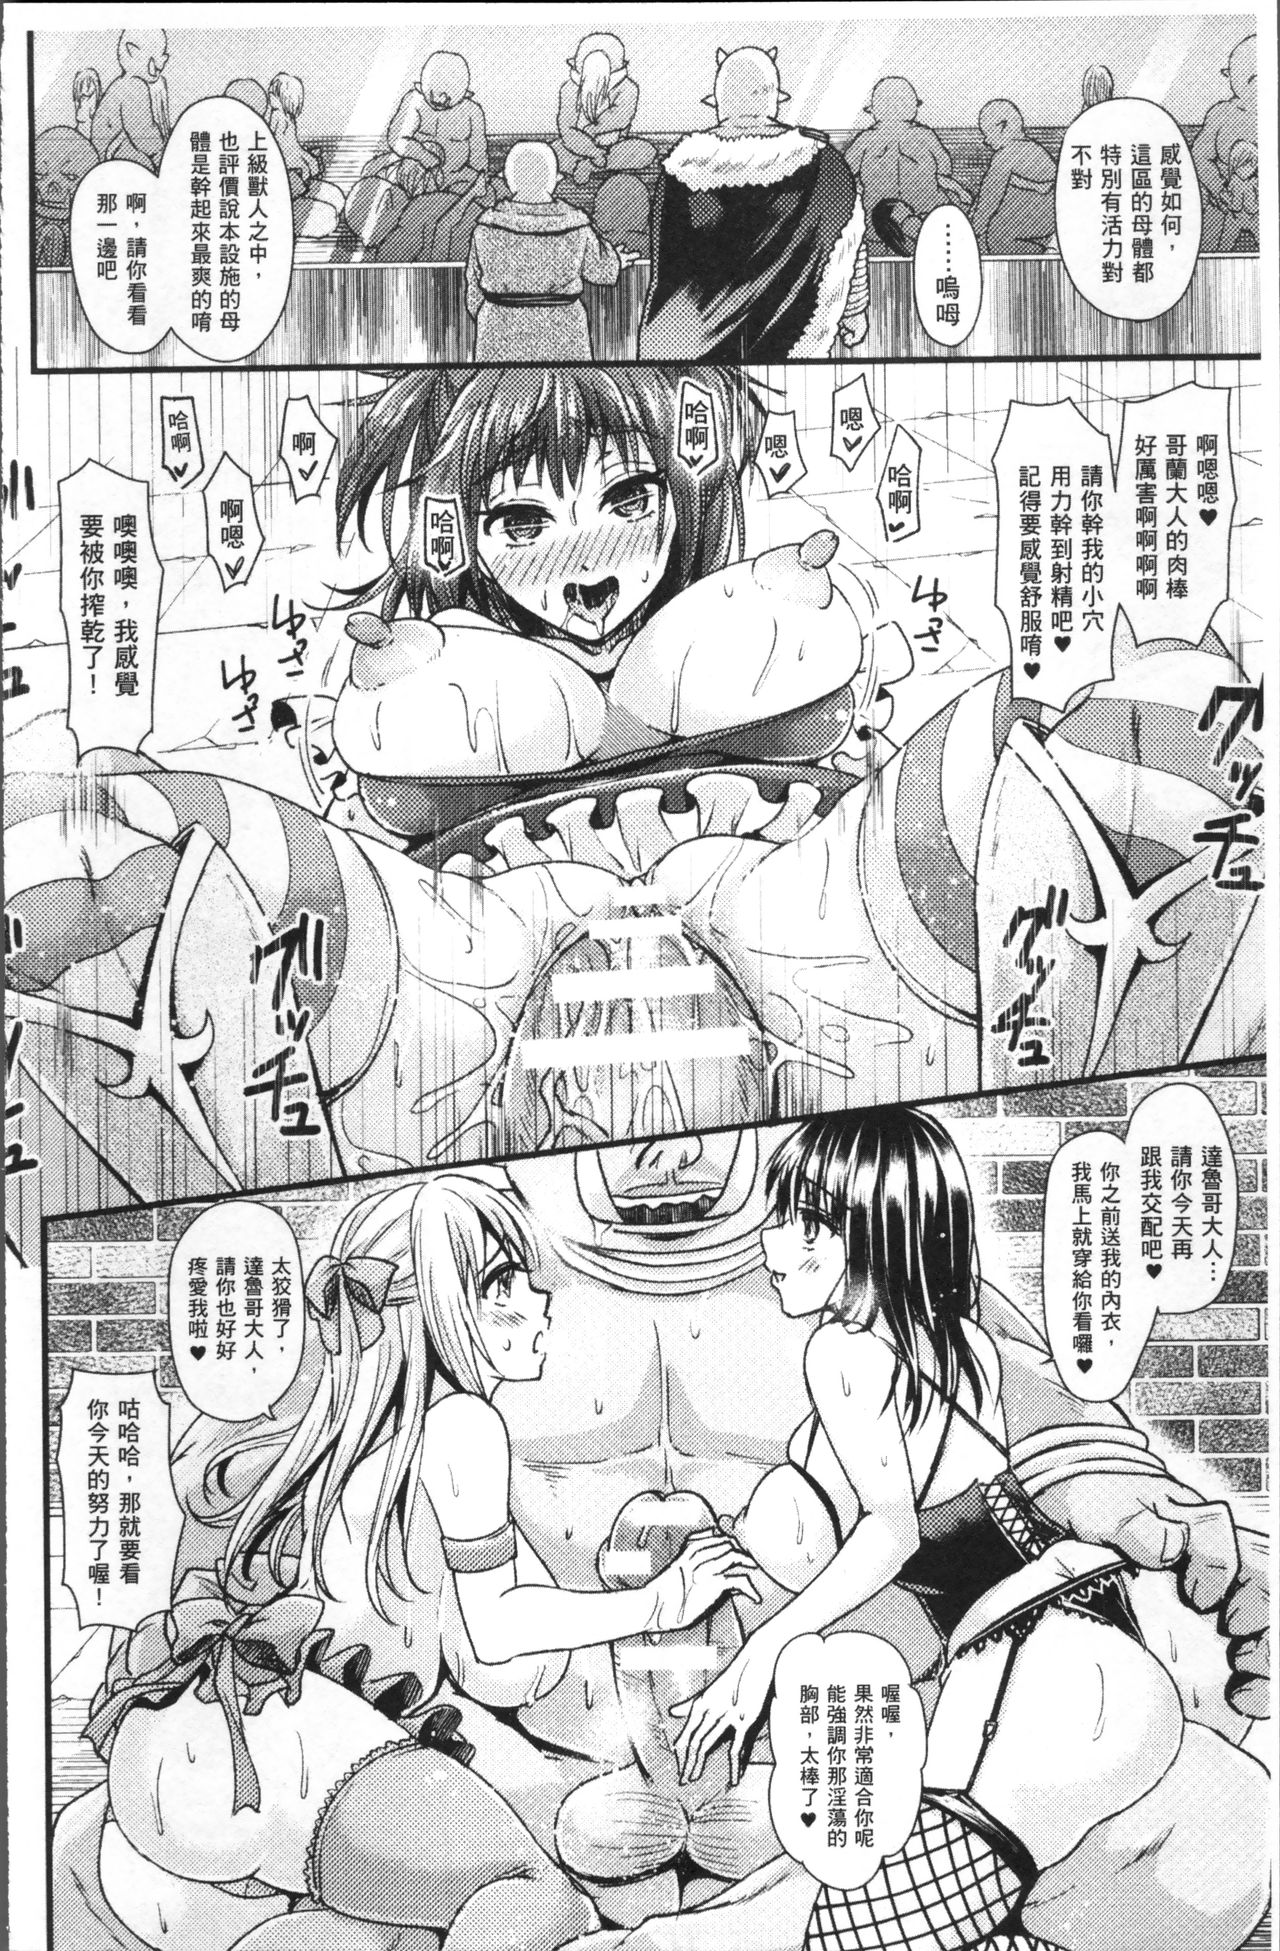 感覺如何，
這區的母體都
特別有活力對
不對
……嗚姆
上級獸人之中，
也評價說本設施的母
體是幹起來最爽的唷
啊，請你看看
那一邊吧
啊嗯嗯♥
哥蘭大人的肉棒
好厲害啊啊啊啊
請你幹我的小穴
用力幹到射精吧♥
記得要感覺舒服唷♥
哈啊♥
嗯♥
嗯♥
哈啊♥
哈啊♥
啊♥
啊嗯♥
哈啊♥
噢噢噢，我感覺
要被你搾乾了！
ゆさ
ゆっさ
グッチュ
グッチュ
グッチュ
達魯哥大人…
請你今天再
跟我交配吧♥
你之前送我的內衣，
我馬上就穿給你看囉♥
太狡猾了，
達魯哥大人，
請你也好好
疼愛我啦♥
咕哈哈，那就要看
你今天的努力了喔！
喔喔，
果然非常適合你呢
能強調你那淫蕩的
胸部，太棒了♥